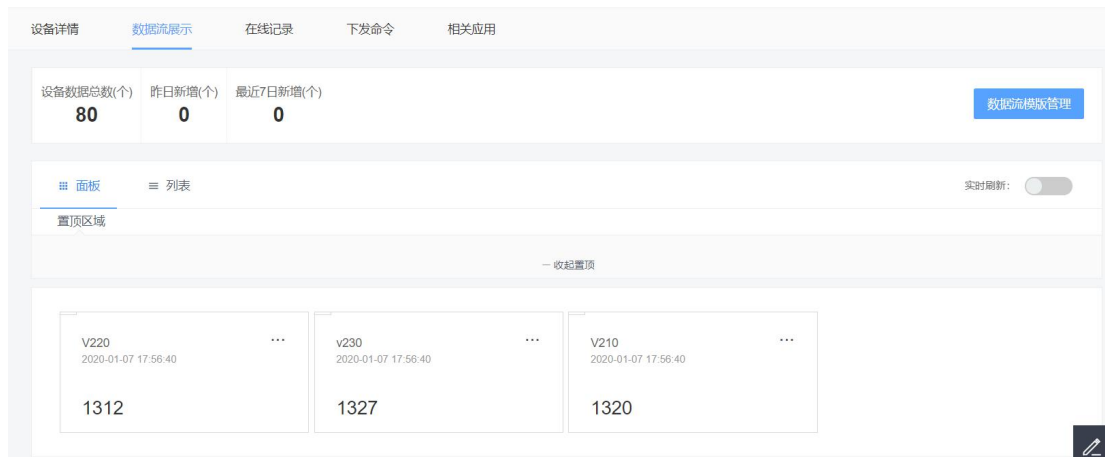 设备详情 数据流展示 在线记录 下发命令 相关应用
设备数据总数(个) 昨日新增(个) 最近7日新增(个)
80 0 0
数据流模版管理
面板 列表 实时刷新：
置顶区域
收起置顶
V220 ... v230 ... V210 ...
2020-01-07 17:56:40 2020-01-07 17:56:40 2020-01-07 17:56:40
1312 1327 1320